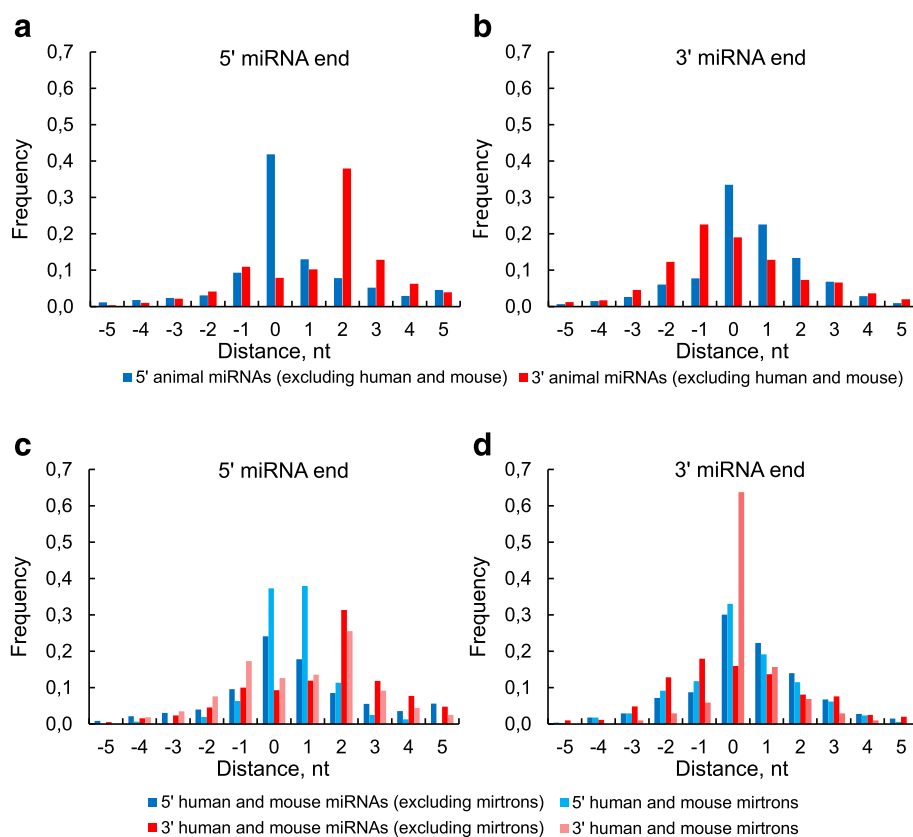 a
5' miRNA end
Frequency
0,7
0,6
0,5
0,4
0,3
0,2
0,1
0,0
-5 -4 -3 -2 -1 0 1 2 3 4 5
Distance, nt
b
3' miRNA end
Frequency
0,7
0,6
0,5
0,4
0,3
0,2
0,1
0,0
-5 -4 -3 -2 -1 0 1 2 3 4 5
Distance, nt
5' animal miRNAs (excluding human and mouse) 3' animal miRNAs (excluding human and mouse)
c
5' miRNA end
Frequency
0,7
0,6
0,5
0,4
0,3
0,2
0,1
0,0
-5 -4 -3 -2 -1 0 1 2 3 4 5
Distance, nt
d
3' miRNA end
Frequency
0,7
0,6
0,5
0,4
0,3
0,2
0,1
0,0
-5 -4 -3 -2 -1 0 1 2 3 4 5
Distance, nt
5' human and mouse miRNAs (excluding mirtrons) 5' human and mouse mirtrons
3' human and mouse miRNAs (excluding mirtrons) 3' human and mouse mirtrons